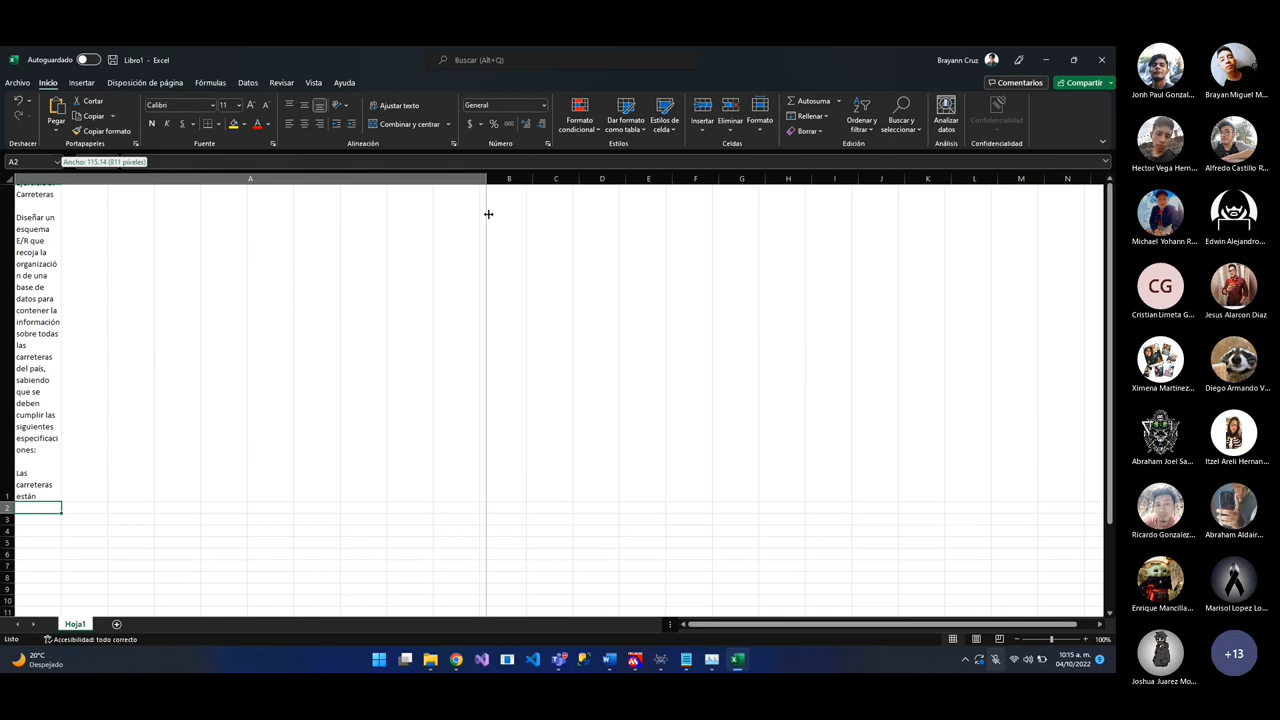 Autoguardado
Libro1 - Excel
Buscar (Alt+Q)
Brayann Cruz
Archivo Inicio Insertar Disposición de página Fórmulas Datos Revisar Vista Ayuda
Comentarios
Compartir
Pegar
Cortar
Copiar
Copiar formato
Calibri
11
N K S
Ajustar texto
Combinar y centrar
General
$ % 000
Formato condicional
Dar formato como tabla
Estilos de celda
Insertar
Eliminar
Formato
Autosuma
Rellenar
Borrar
Ordenar y filtrar
Buscar y seleccionar
Analizar datos
Confidencialidad
Deshacer
Portapapeles
Fuente
Alineación
Número
Estilos
Celdas
Edición
Análisis
Confidencialidad
A2
Ancho: 115.14 (811 píxeles)
A B C D E F G H I J K L M N
Carreteras
Diseñar un
esquema
E/R que
recoja la
organizació
n de una
base de
datos para
contener la
información
sobre todas
las
carreteras
del país,
sabiendo
que se
deben
cumplir las
siguientes
especificaci
ones:
Las
carreteras
están
1
2
3
4
5
6
7
8
9
10
11
Hoja1
Listo
Accesibilidad: todo correcto
100%
20°C
Despejado
10:15 a. m.
04/10/2022
Jonh Paul Gonzal...
Brayan Miguel M...
Hector Vega Hern...
Alfredo Castillo R...
Michael Yohann R...
Edwin Alejandro...
CG
Cristian Limeta G...
Jesus Alarcon Diaz
Ximena Martinez...
Diego Armando V...
Abraham Joel Sa...
Itzel Areli Hernan...
Ricardo Gonzalez...
Abraham Aldair...
Enrique Mancilla...
Marisol Lopez Lo...
Joshua Juarez Mo...
+13